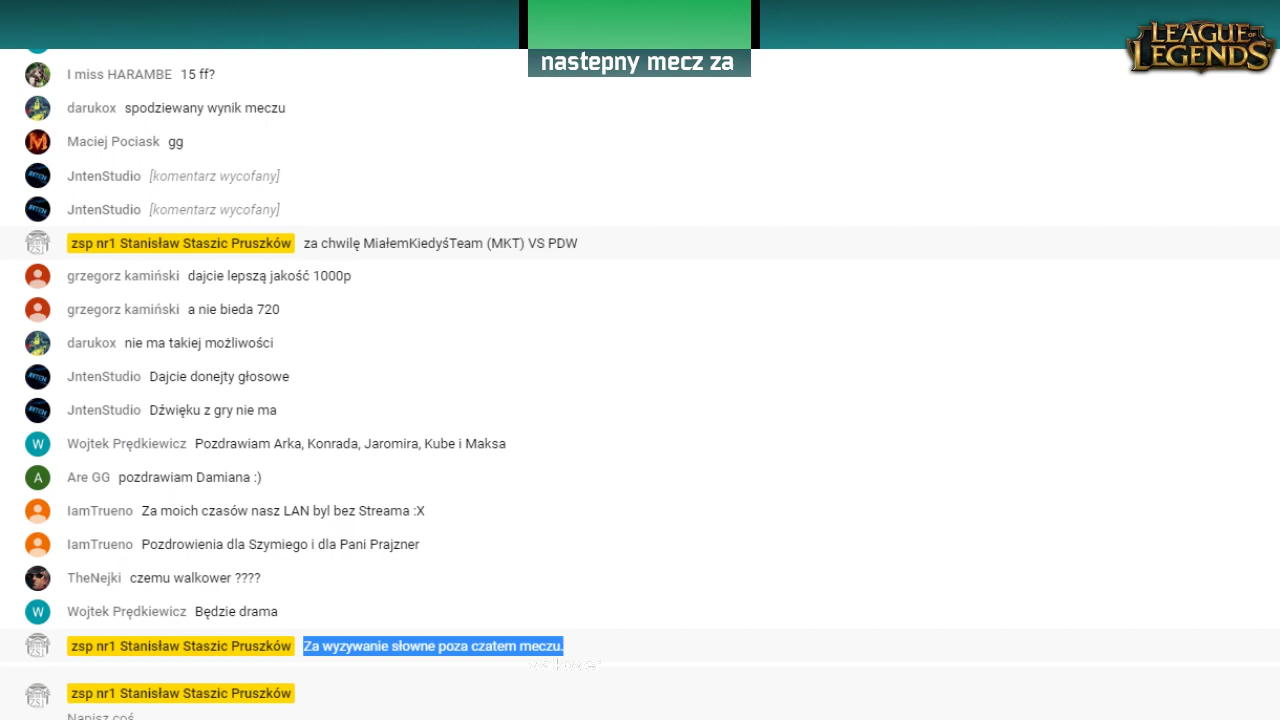 LEAGUE OF LEGENDS
nastepny mecz za
I miss HARAMBE 15 ff?
darukox spodziewany wynik meczu
Maciej Pociask gg
JntenStudio [komentarz wycofany]
JntenStudio [komentarz wycofany]
zsp nr1 Stanisław Staszic Pruszków za chwilę MiałemKiedyśTeam (MKT) VS PDW
grzegorz kamiński dajcie lepszą jakość 1000p
grzegorz kamiński a nie bieda 720
darukox nie ma takiej możliwości
JntenStudio Dajcie donejty głosowe
JntenStudio Dźwięku z gry nie ma
Wojtek Prędkiewicz Pozdrawiam Arka, Konrada, Jaromira, Kube i Maksa
Are GG pozdrawiam Damiana :)
IamTrueno Za moich czasów nasz LAN byl bez Streama :X
IamTrueno Pozdrowienia dla Szymiego i dla Pani Prajzner
TheNejki czemu walkower ????
Wojtek Prędkiewicz Będzie drama
zsp nr1 Stanisław Staszic Pruszków Za wyzywanie słowne poza czatem meczu.
walkower
zsp nr1 Stanisław Staszic Pruszków
Napisz coś